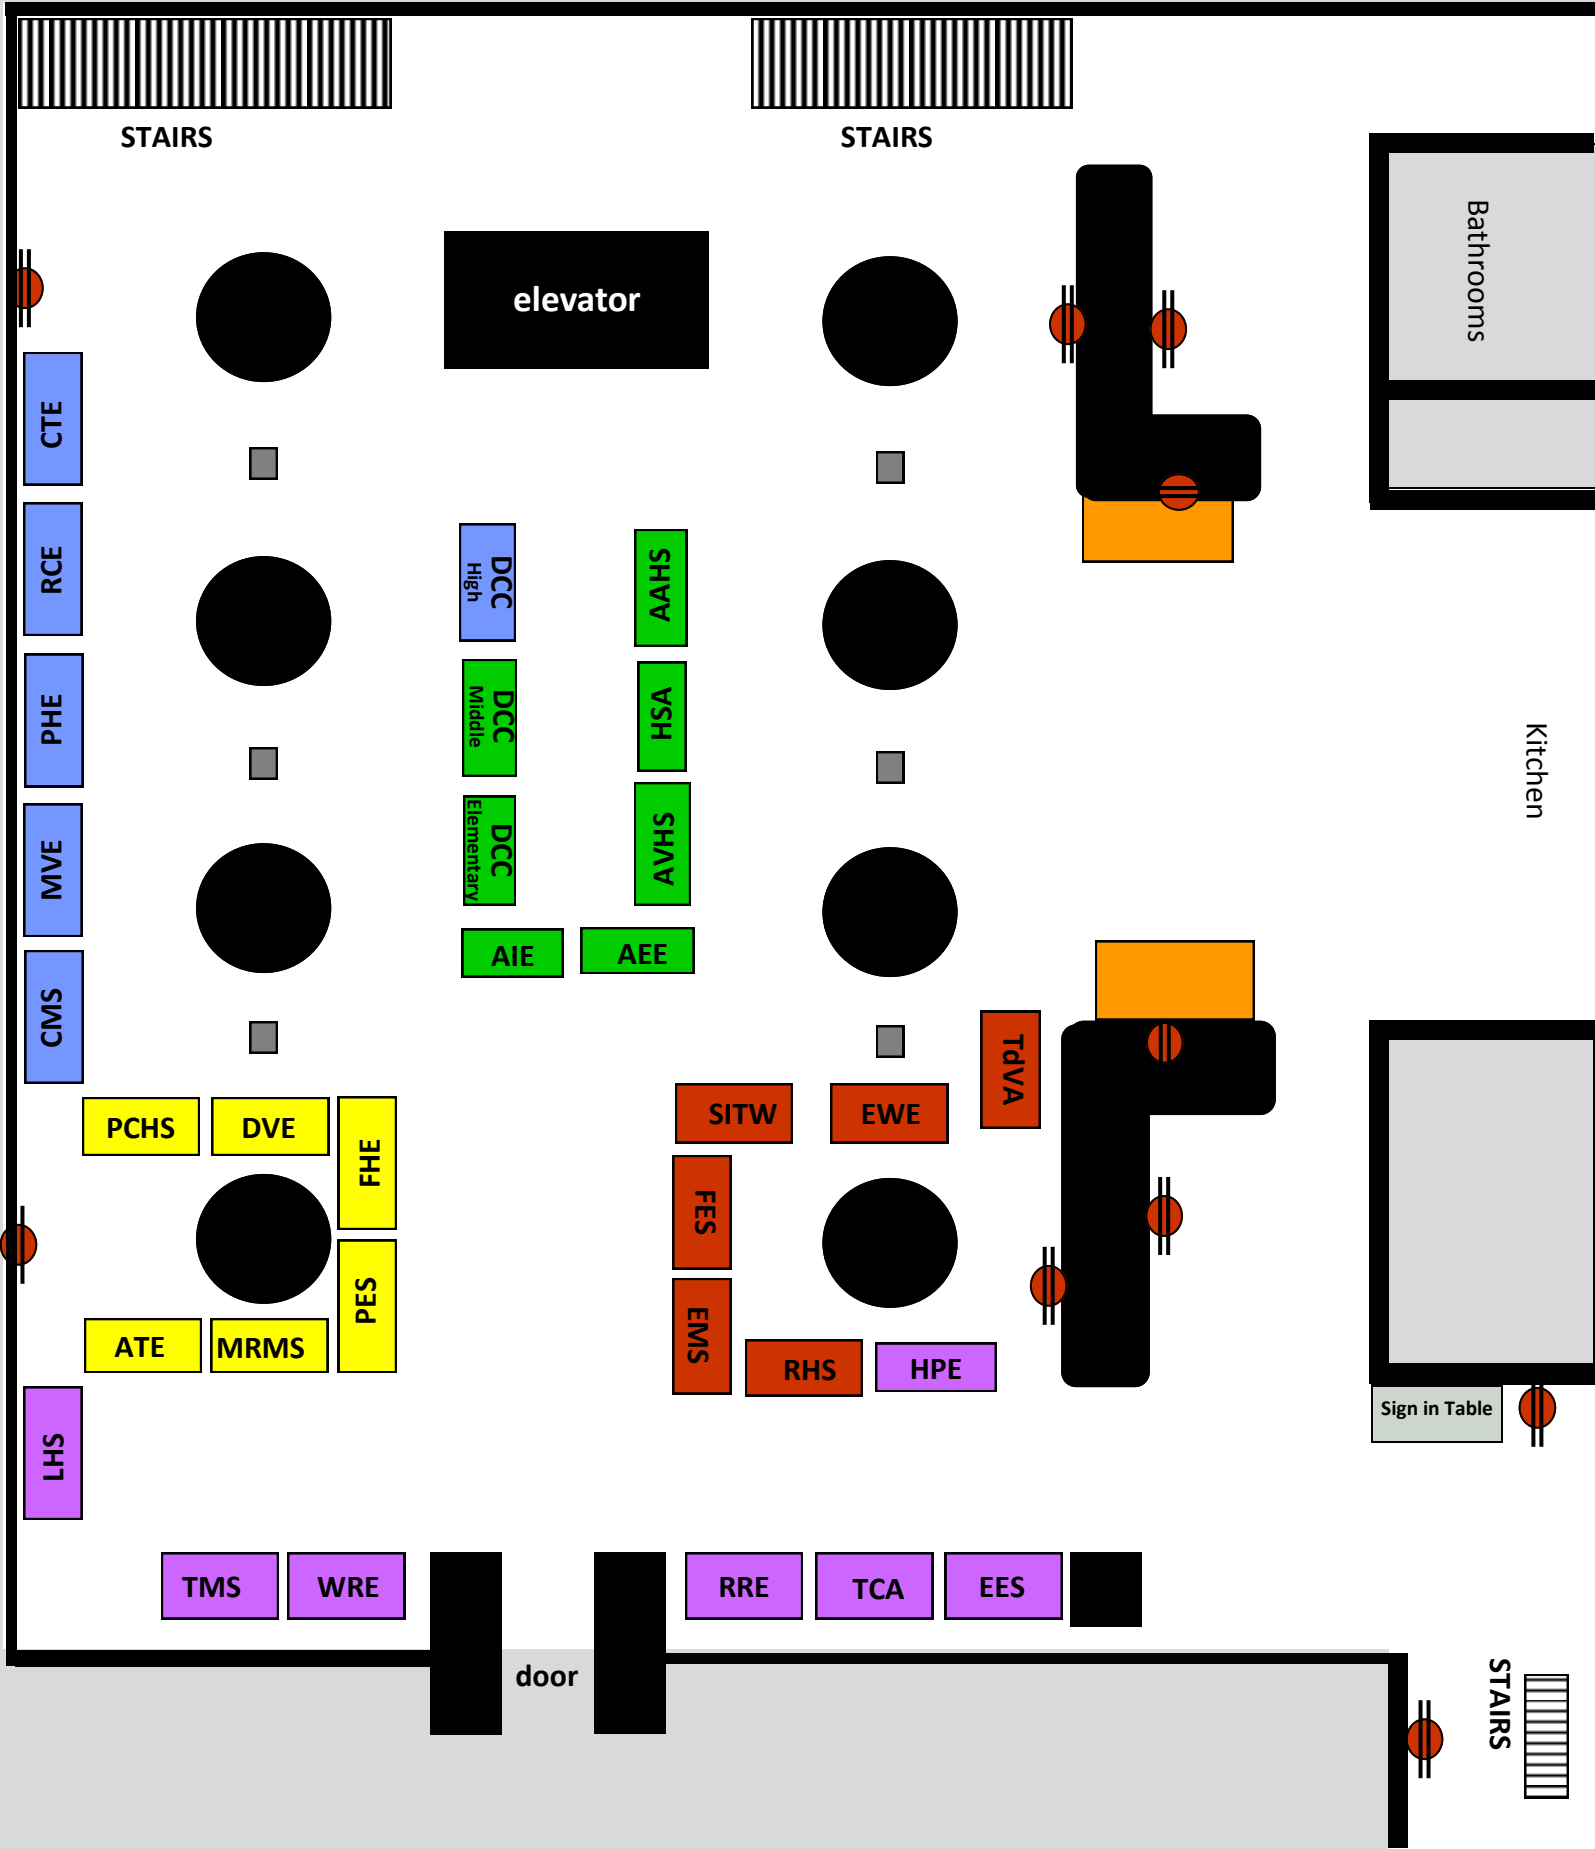 STAIRS
STAIRS
Bathrooms
elevator
CTE
RCE
PHE
MVE
CMS
DCC
High
DCC
Middle
DCC
Elementary
AAHS
HSA
AVHS
AIE
AEE
Kitchen
TdVA
PCHS
DVE
FHE
PES
ATE
MRMS
SITW
EWE
FES
EMS
RHS
HPE
Sign in Table
LHS
TMS
WRE
RRE
TCA
EES
door
STAIRS